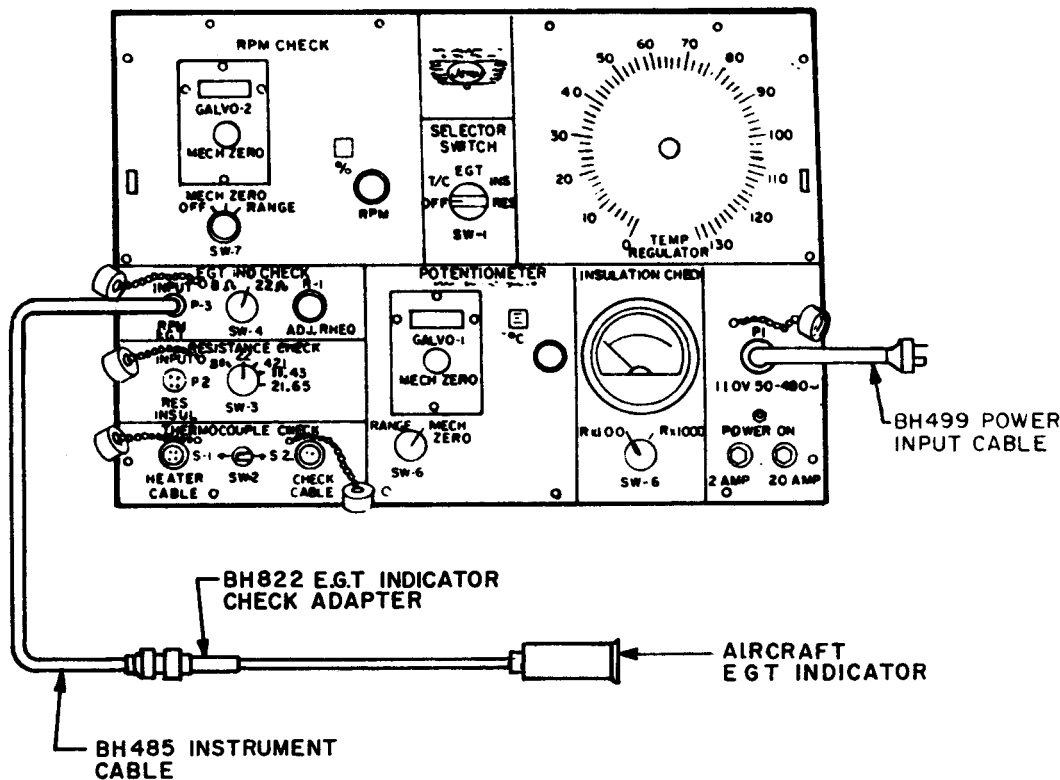 RPM CHECK
GALVO-2
MECH ZERO
%
RPM
MECH ZERO
OFF
RANGE
SW-7
SELECTOR
SWITCH
EGT
T/C
INS
OFF
RES
SW-1
0
10
20
30
40
50
60
70
80
90
100
110
120
130
TEMP
REGULATOR
EGT IND CHECK
INPUT
8 Ω
22 Ω
R-1
P-3
RPM
EGT
SW-4
ADJ. RHEO
RESISTANCE CHECK
INPUT
22
421
21.65
P2
RES
INSUL
SW-3
THERMOCOUPLE CHECK
S-1
S2
SW-2
HEATER
CABLE
CHECK
CABLE
POTENTIOMETER
GALVO-1
MECH ZERO
°C
RANGE
MECH
ZERO
SW-6
INSULATION CHECK
RX100
RX1000
SW-6
P1
110V 50-480~
POWER ON
2 AMP
20 AMP
BH499 POWER
INPUT CABLE
BH822 E.G.T INDICATOR
CHECK ADAPTER
AIRCRAFT
EGT INDICATOR
BH485 INSTRUMENT
CABLE